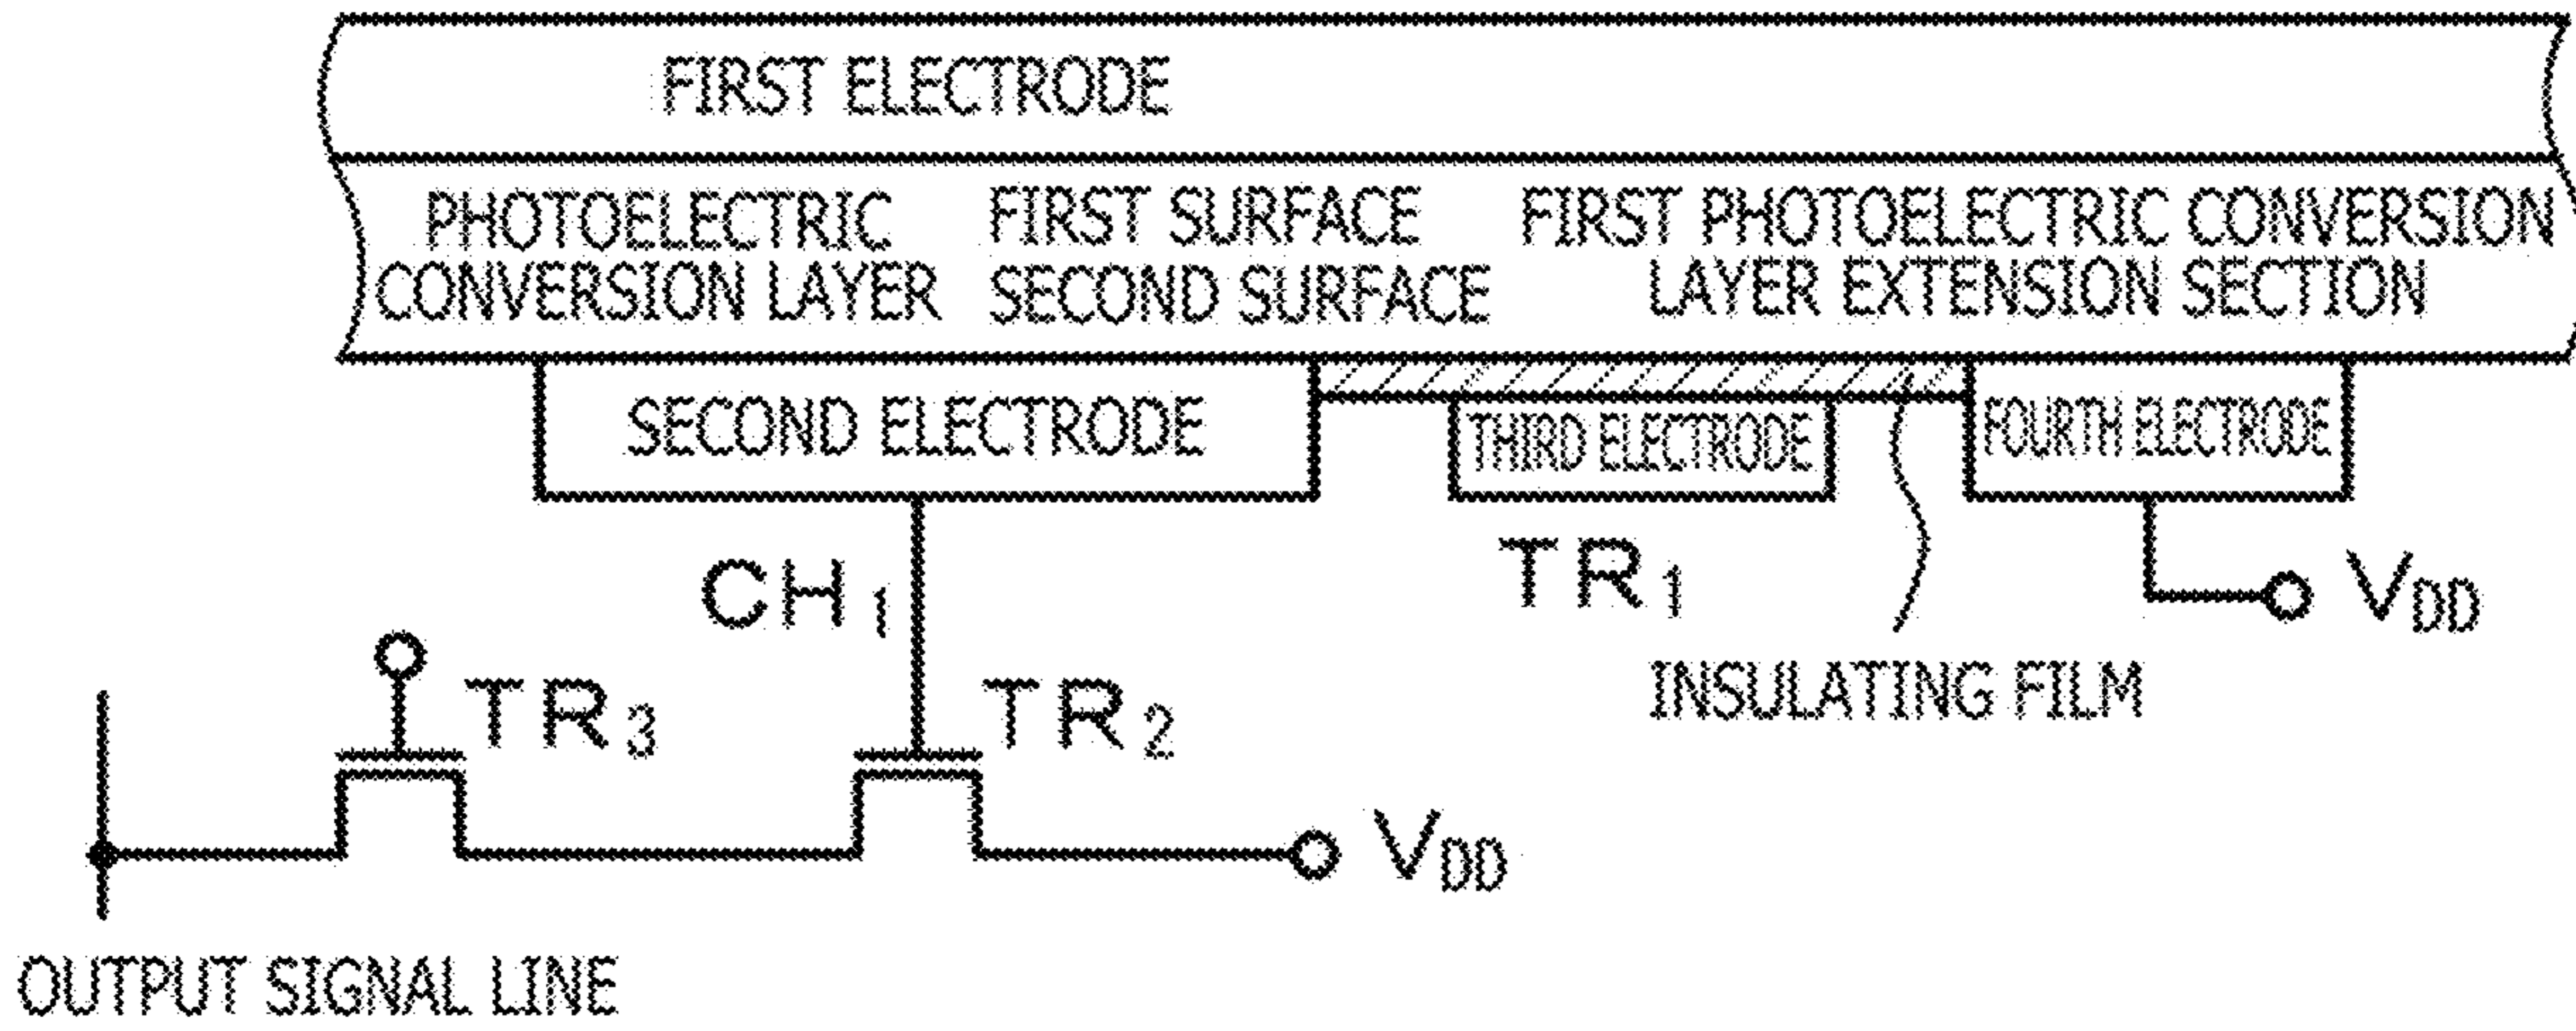 FIRST ELECTRODE
PHOTOELECTRIC
CONVERSION LAYER
FIRST SURFACE
SECOND SURFACE
FIRST PHOTOELECTRIC CONVERSION
LAYER EXTENSION SECTION
SECOND ELECTRODE
THIRD ELECTRODE
FOURTH ELECTRODE
CH1
TR1
VDD
INSULATING FILM
TR3
TR2
VDD
OUTPUT SIGNAL LINE